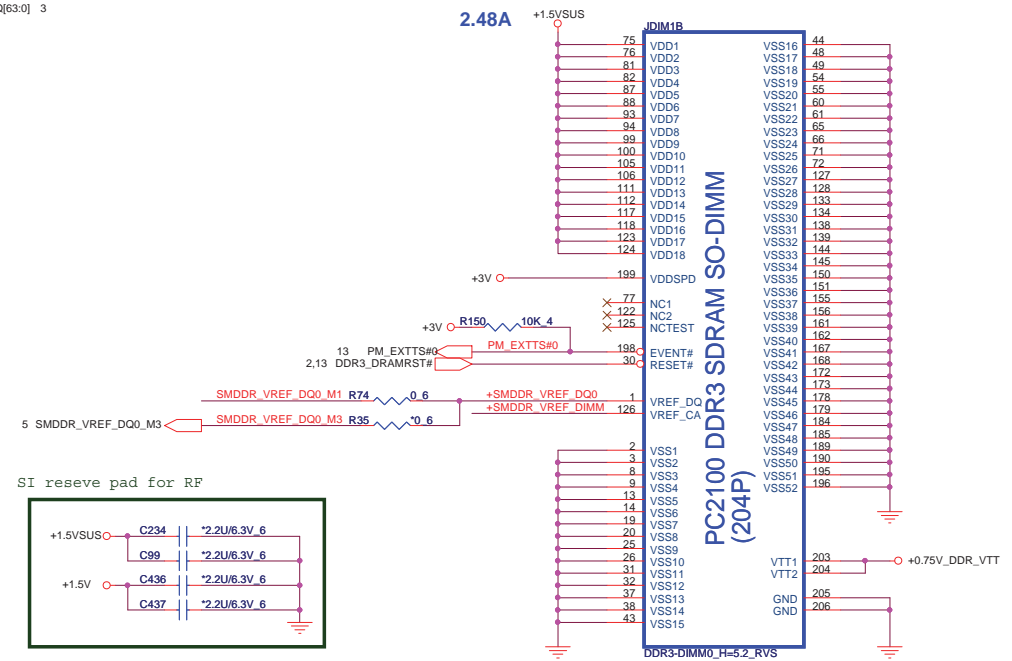 Q[63:0] 3
2.48A
+1.5VSUS
JDIM1B
75 VDD1 VSS16 44
76 VDD2 VSS17 48
81 VDD3 VSS18 49
82 VDD4 VSS19 54
87 VDD5 VSS20 55
88 VDD6 VSS21 60
93 VDD7 VSS22 61
94 VDD8 VSS23 65
99 VDD9 VSS24 66
100 VDD10 VSS25 71
105 VDD11 VSS26 72
106 VDD12 VSS27 127
111 VDD13 VSS28 128
112 VDD14 VSS29 133
117 VDD15 VSS30 134
118 VDD16 VSS31 138
123 VDD17 VSS32 139
124 VDD18 VSS33 144
VSS34 145
+3V 199 VDDSPD VSS35 150
VSS36 151
77 NC1 VSS37 155
122 NC2 VSS38 156
125 NCTEST VSS39 161
+3V R150 10K_4 VSS40 162
13 PM_EXTTS#0 PM_EXTTS#0 198 EVENT# VSS41 167
2,13 DDR3_DRAMRST# 30 RESET# VSS42 168
VSS43 172
VSS44 173
SMDDR_VREF_DQ0_M1 R74 0_6 +SMDDR_VREF_DQ0 1 VREF_DQ VSS45 178
+SMDDR_VREF_DIMM 126 VREF_CA VSS46 179
5 SMDDR_VREF_DQ0_M3 SMDDR_VREF_DQ0_M3 R35 *0_6 VSS47 184
VSS48 185
2 VSS1 VSS49 189
3 VSS2 VSS50 190
8 VSS3 VSS51 195
9 VSS4 VSS52 196
13 VSS5
14 VSS6
19 VSS7
20 VSS8
25 VSS9
26 VSS10 VTT1 203 +0.75V_DDR_VTT
31 VSS11 VTT2 204
32 VSS12
37 VSS13 GND 205
38 VSS14 GND 206
43 VSS15
PC2100 DDR3 SDRAM SO-DIMM
(204P)
DDR3-DIMM0_H=5.2_RVS
SI reseve pad for RF
+1.5VSUS C234 *2.2U/6.3V_6
C99 *2.2U/6.3V_6
+1.5V C436 *2.2U/6.3V_6
C437 *2.2U/6.3V_6